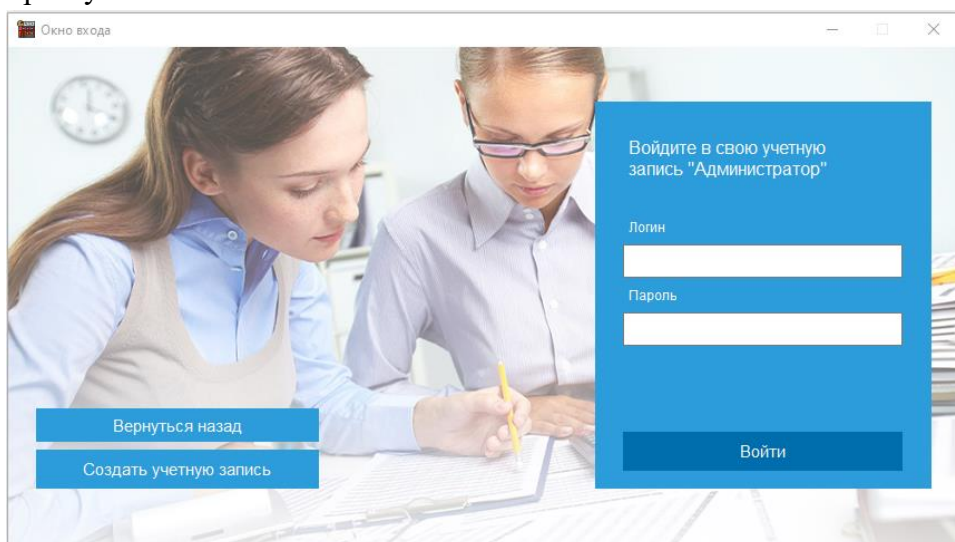 Окно входа
Войдите в свою учетную
запись "Администратор"
Логин
Пароль
Войти
Вернуться назад
Создать учетную запись